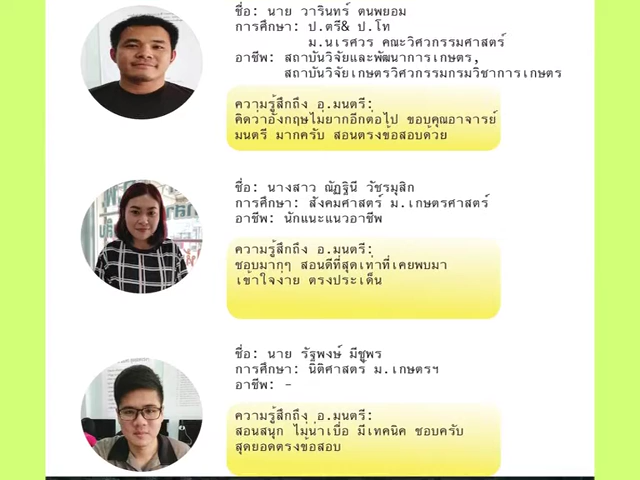 ชื่อ: นาย วารินทร์ ตนพยอม
การศึกษา: ป.ตรี& ป.โท
ม.นเรศวร คณะวิศวกรรมศาสตร์
อาชีพ: สถาบันวิจัยและพัฒนาการเกษตร,
สถาบันวิจัยเกษตรวิศวกรรมกรมวิชาการเกษตร
ความรู้สึกถึง อ.มนตรี:
คิดว่าอังกฤษไม่ยากอีกต่อไป ขอบคุณอาจารย์
มนตรี มากครับ สอนตรงข้อสอบด้วย
ชื่อ: นางสาว ณัฏฐินี วัชรมุสิก
การศึกษา: สังคมศาสตร์ ม.เกษตรศาสตร์
อาชีพ: นักแนะแนวอาชีพ
ความรู้สึกถึง อ.มนตรี:
ชอบมากๆ สอนดีที่สุดเท่าที่เคยพบมา
เข้าใจง่าย ตรงประเด็น
ชื่อ: นาย รัฐพงษ์ มีชูพร
การศึกษา: นิติศาสตร์ ม.เกษตรฯ
อาชีพ: -
ความรู้สึกถึง อ.มนตรี:
สอนสนุก ไม่น่าเบื่อ มีเทคนิค ชอบครับ
สุดยอดตรงข้อสอบ